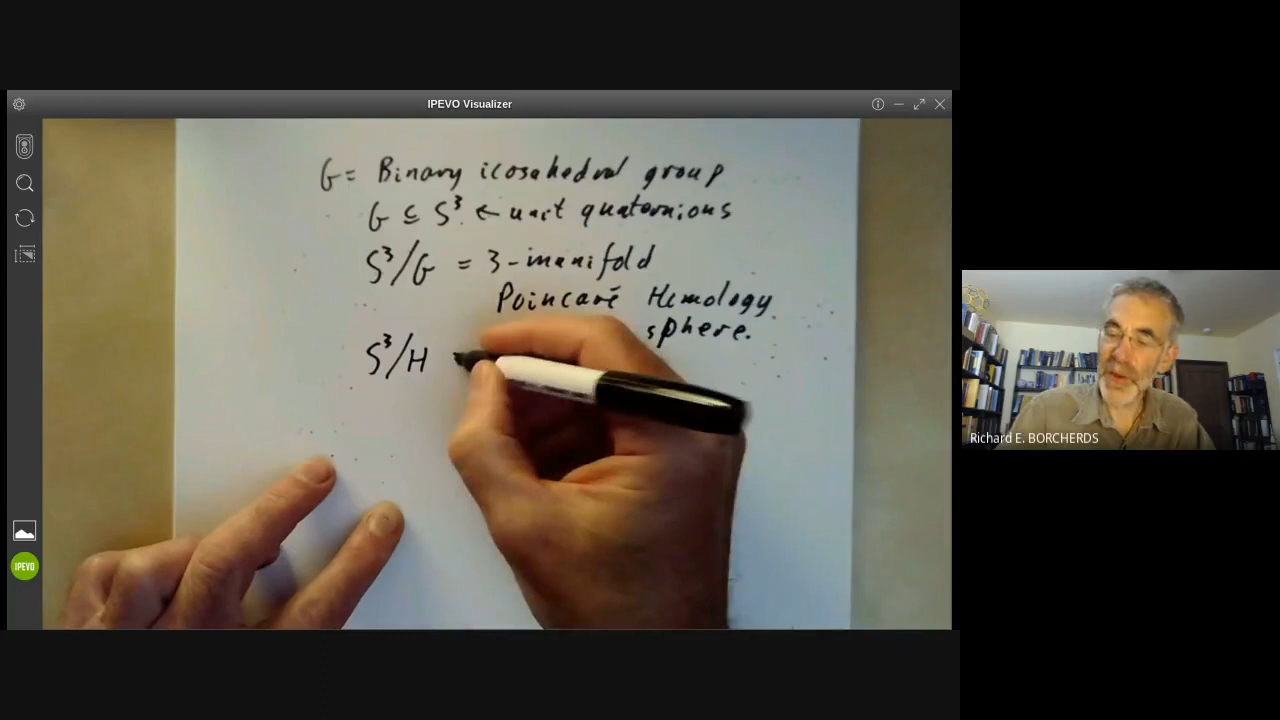 IPEVO Visualizer
G = Binary icosahedral group
G ⊆ S³ ← unit quaternions
S³/G = 3-manifold
Poincaré Homology
sphere.
S³/H
IPEVO
Richard E. BORCHERDS